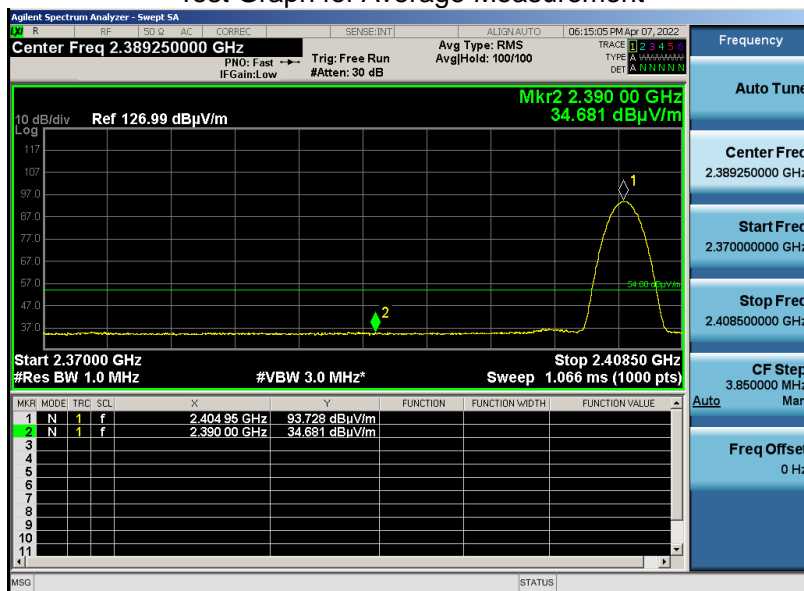 Test Graph for Average Measurement
Agilent Spectrum Analyzer - Swept SA
LXI R RF 50 Ω AC CORREC SENSE:INT ALIGN AUTO 06:15:05 PM Apr 07, 2022
Center Freq 2.389250000 GHz
PNO: Fast
IFGain:Low
Trig: Free Run
#Atten: 30 dB
Avg Type: RMS
Avg|Hold: 100/100
TRACE 1 2 3 4 5 6
TYPE A WWWWW
DET A N N N N N
Mkr2 2.390 00 GHz
34.681 dBµV/m
10 dB/div Ref 126.99 dBµV/m
Log
117
107
97.0
87.0
77.0
67.0
57.0
47.0
37.0
1
54.00 dBµV/m
2
Start 2.37000 GHz Stop 2.40850 GHz
#Res BW 1.0 MHz #VBW 3.0 MHz* Sweep 1.066 ms (1000 pts)
MKR MODE TRC SCL X Y FUNCTION FUNCTION WIDTH FUNCTION VALUE
1 N 1 f 2.404 95 GHz 93.728 dBµV/m
2 N 1 f 2.390 00 GHz 34.681 dBµV/m
3
4
5
6
7
8
9
10
11
MSG STATUS
Frequency
Auto Tune
Center Freq
2.389250000 GHz
Start Freq
2.370000000 GHz
Stop Freq
2.408500000 GHz
CF Step
3.850000 MHz
Auto Man
Freq Offset
0 Hz